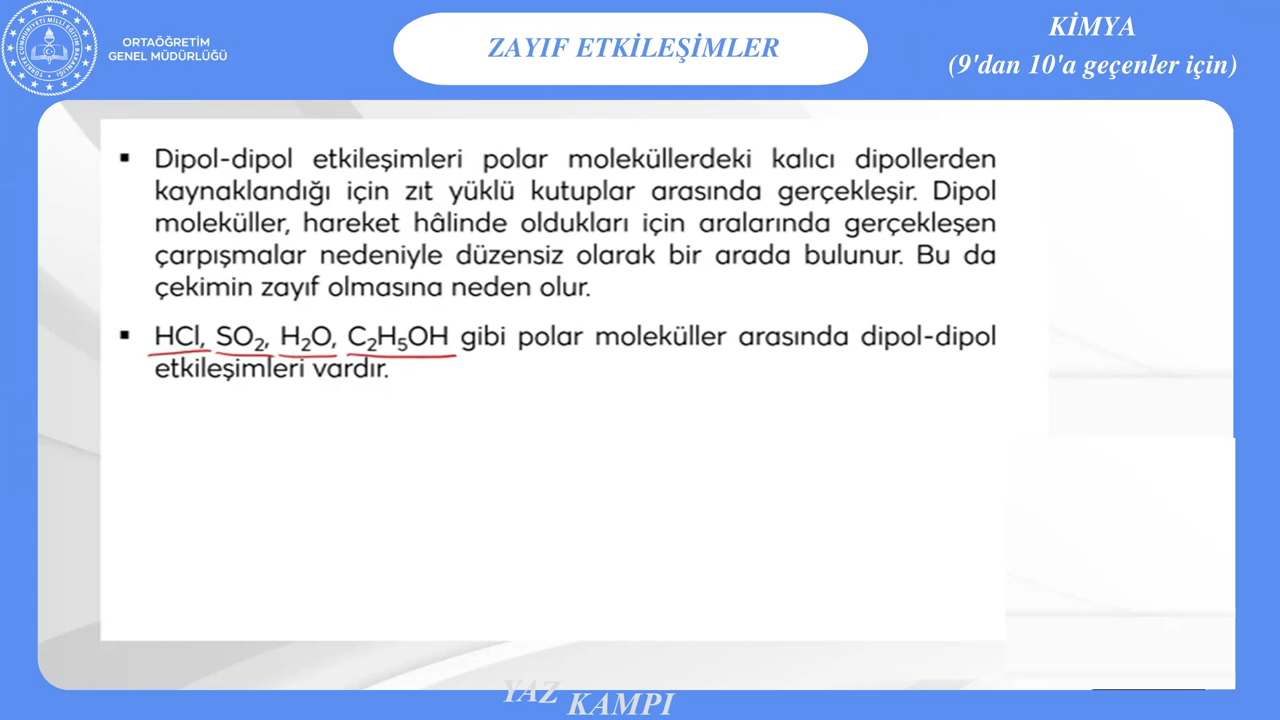 ORTAÖĞRETİM
GENEL MÜDÜRLÜĞÜ
ZAYIF ETKİLEŞİMLER
KİMYA
(9'dan 10'a geçenler için)
▪ Dipol-dipol etkileşimleri polar moleküllerdeki kalıcı dipollerden
kaynaklandığı için zıt yüklü kutuplar arasında gerçekleşir. Dipol
moleküller, hareket hâlinde oldukları için aralarında gerçekleşen
çarpışmalar nedeniyle düzensiz olarak bir arada bulunur. Bu da
çekimin zayıf olmasına neden olur.
▪ HCl, SO₂, H₂O, C₂H₅OH gibi polar moleküller arasında dipol-dipol
etkileşimleri vardır.
YAZ KAMPI